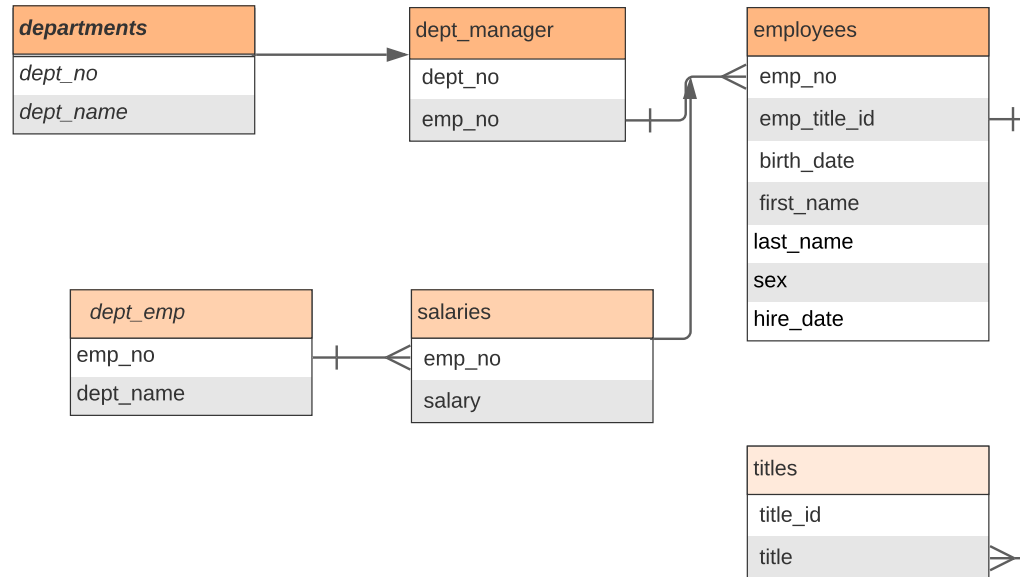 departments
dept_no
dept_name
dept_manager
dept_no
emp_no
employees
emp_no
emp_title_id
birth_date
first_name
last_name
sex
hire_date
dept_emp
emp_no
dept_name
salaries
emp_no
salary
titles
title_id
title